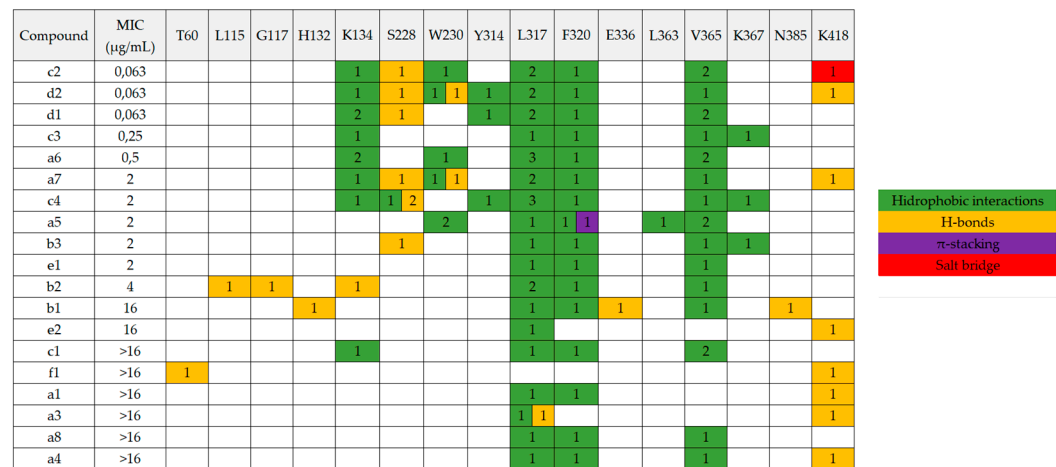 Compound MIC (μg/mL) T60 L115 G117 H132 K134 S228 W230 Y314 L317 F320 E336 L363 V365 K367 N385 K418
c2 0,063 1 1 1 2 1 2 1
d2 0,063 1 1 1 1 1 2 1 1 1
d1 0,063 2 1 1 2 1 2
c3 0,25 1 1 1 1 1
a6 0,5 2 1 3 1 2
a7 2 1 1 1 1 2 1 1 1
c4 2 1 1 2 1 3 1 1 1
a5 2 2 1 1 1 1 2
b3 2 1 1 1 1 1
e1 2 1 1 1
b2 4 1 1 1 2 1 1
b1 16 1 1 1 1 1 1
e2 16 1 1
c1 >16 1 1 1 2
f1 >16 1 1
a1 >16 1 1 1
a3 >16 1 1 1
a8 >16 1 1 1
a4 >16 1 1 1 1
Hidrophobic interactions
H-bonds
π-stacking
Salt bridge